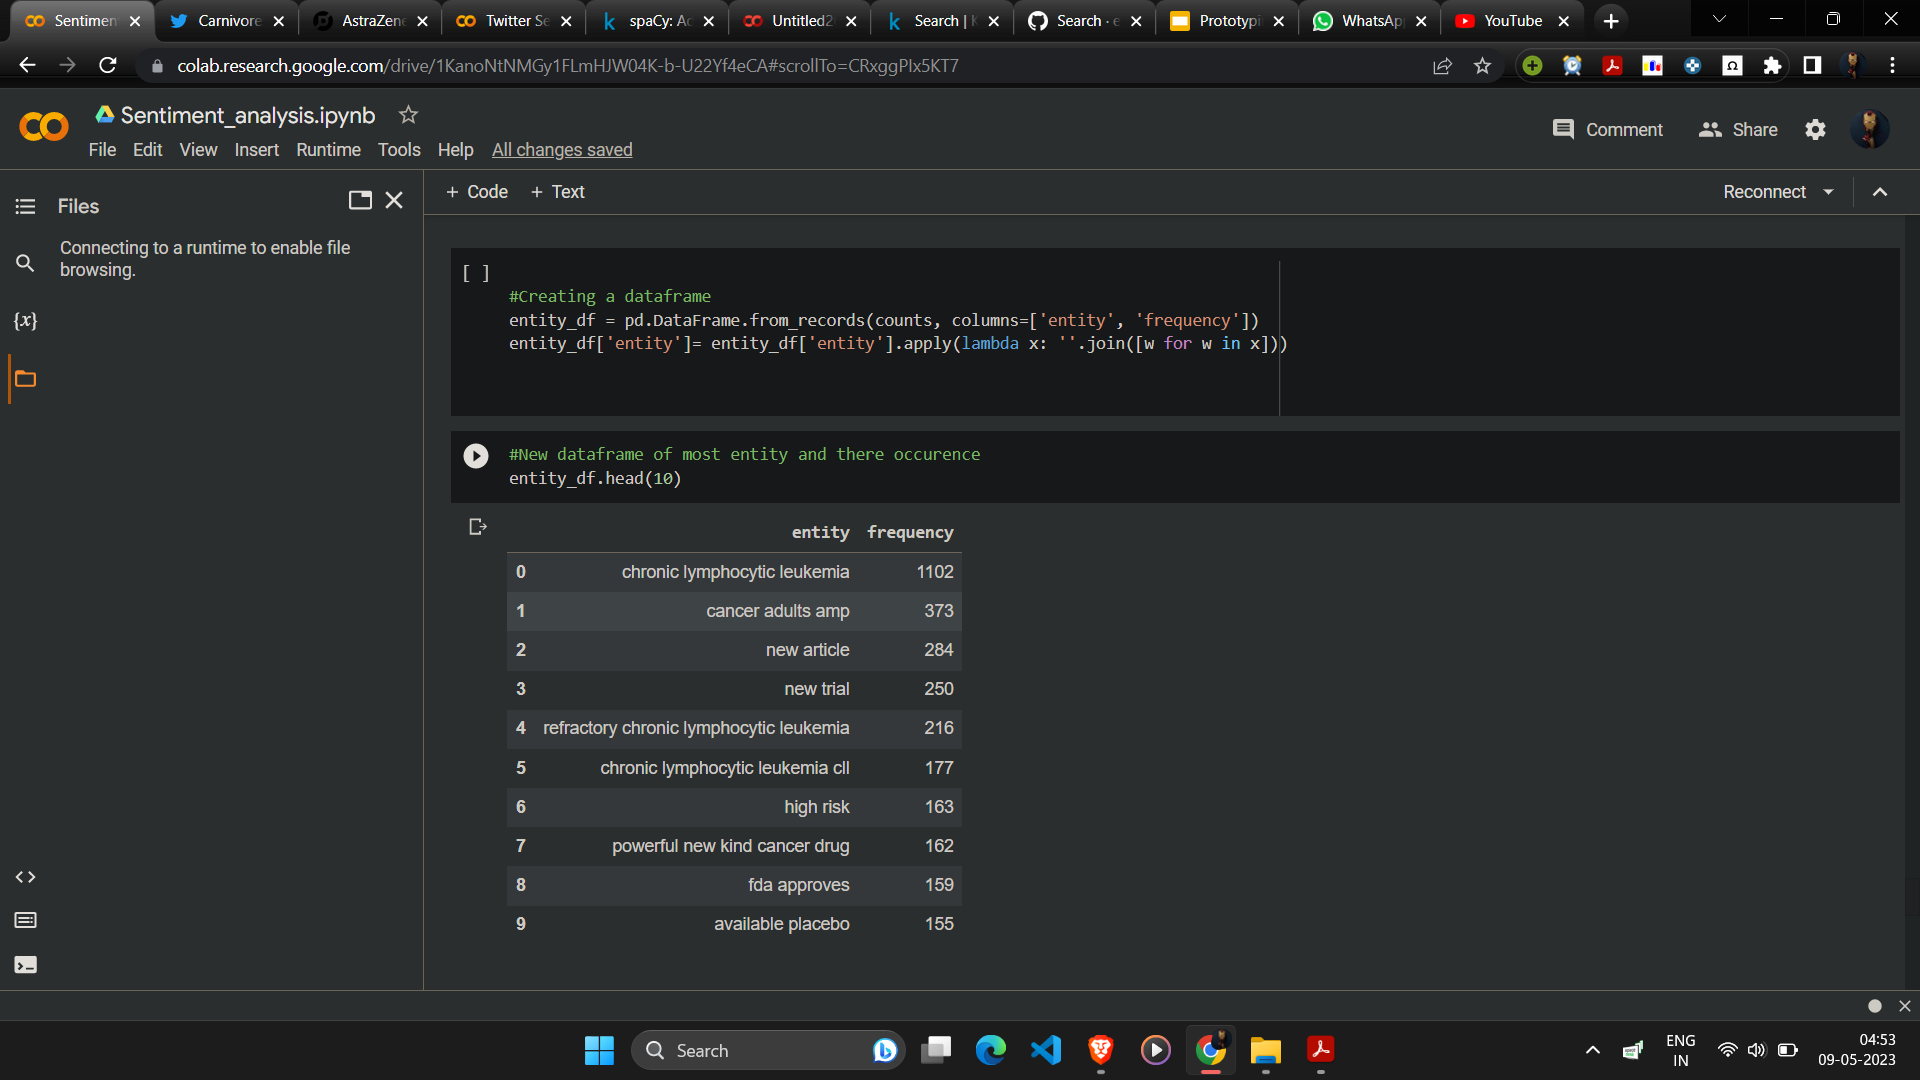 Sentimen
Carnivore
AstraZene
Twitter Se
spaCy: Ac
Untitled2
Search | K
Search · e
Prototypi
WhatsAp
YouTube
colab.research.google.com/drive/1KanoNtNMGy1FLmHJW04K-b-U22Yf4eCA#scrollTo=CRxggPIx5KT7
Sentiment_analysis.ipynb
Comment
Share
File Edit View Insert Runtime Tools Help All changes saved
Files
+ Code + Text
Reconnect
Connecting to a runtime to enable file
browsing.
{x}
[ ]
#Creating a dataframe
entity_df = pd.DataFrame.from_records(counts, columns=['entity', 'frequency'])
entity_df['entity']= entity_df['entity'].apply(lambda x: ''.join([w for w in x]))
#New dataframe of most entity and there occurence
entity_df.head(10)
entity frequency
0 chronic lymphocytic leukemia 1102
1 cancer adults amp 373
2 new article 284
3 new trial 250
4 refractory chronic lymphocytic leukemia 216
5 chronic lymphocytic leukemia cll 177
6 high risk 163
7 powerful new kind cancer drug 162
8 fda approves 159
9 available placebo 155
Search
ENG
IN
04:53
09-05-2023